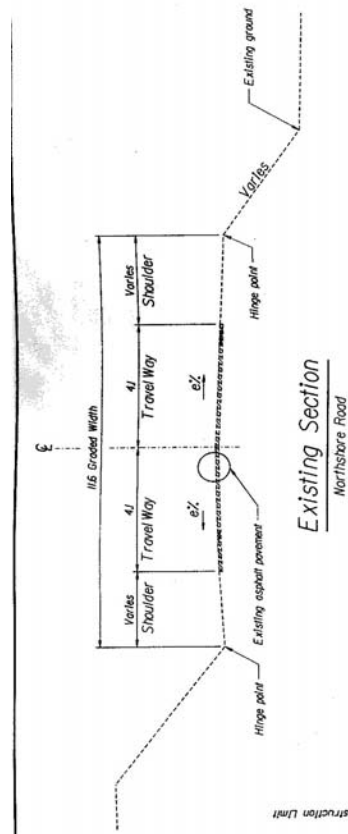 ℄
11.6 Graded Width
Varies
Shoulder
4.1
Travel Way
4.1
Travel Way
Varies
Shoulder
e%
e%
Varies
Existing ground
Hinge point
Existing asphalt pavement
Hinge point
Existing Section
Northshore Road
struction Limit